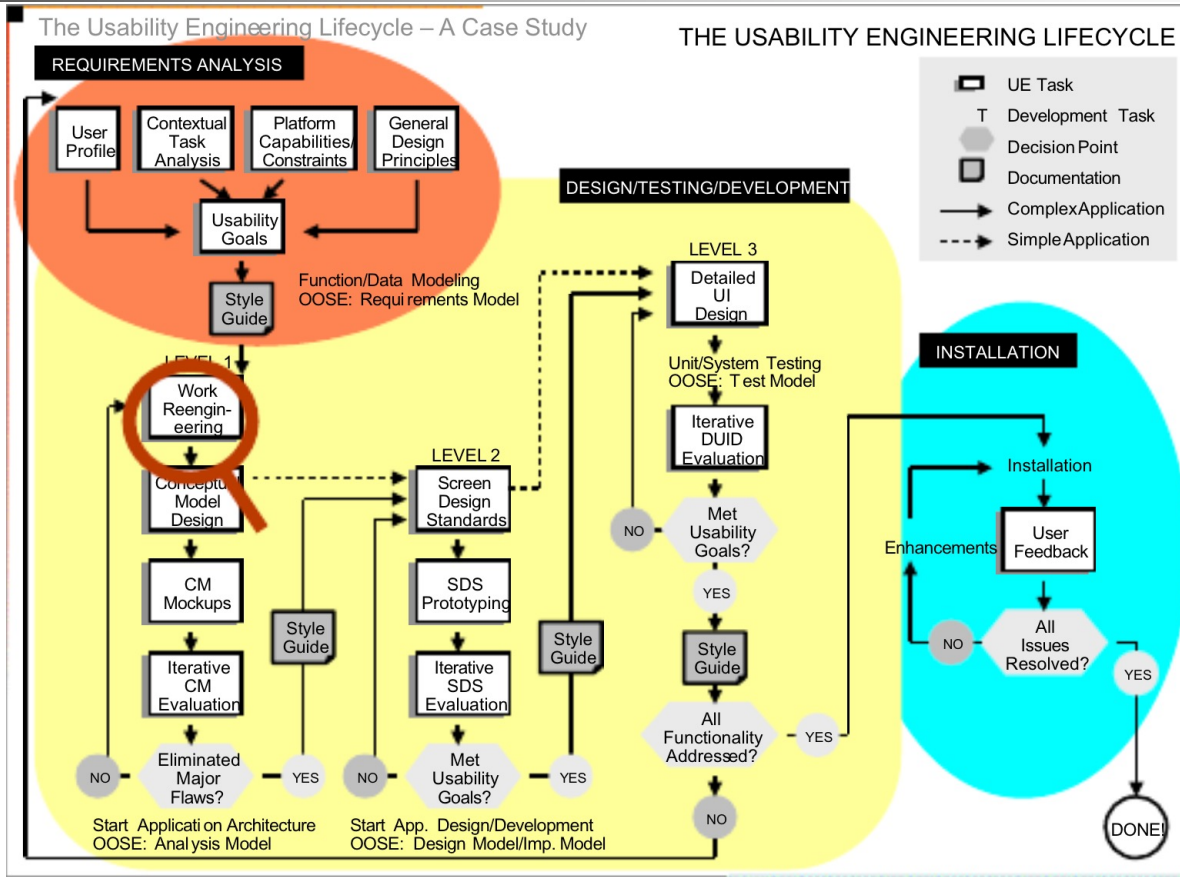 The Usability Engineering Lifecycle – A Case Study
THE USABILITY ENGINEERING LIFECYCLE
REQUIREMENTS ANALYSIS
User
Profile
Contextual
Task
Analysis
Platform
Capabilities/
Constraints
General
Design
Principles
Usability
Goals
Style
Guide
Function/Data Modeling
OOSE: Requirements Model
UE Task
T Development Task
Decision Point
Documentation
Complex Application
Simple Application
DESIGN/TESTING/DEVELOPMENT
LEVEL 1
Work
Reengin-
eering
Conceptual
Model
Design
CM
Mockups
Iterative
CM
Evaluation
Eliminated
Major
Flaws?
NO
YES
Start Application Architecture
OOSE: Analysis Model
Style
Guide
LEVEL 2
Screen
Design
Standards
SDS
Prototyping
Iterative
SDS
Evaluation
Met
Usability
Goals?
NO
YES
Start App. Design/Development
OOSE: Design Model/Imp. Model
Style
Guide
LEVEL 3
Detailed
UI
Design
Unit/System Testing
OOSE: Test Model
Iterative
DUID
Evaluation
Met
Usability
Goals?
NO
YES
Style
Guide
All
Functionality
Addressed?
YES
NO
INSTALLATION
Installation
User
Feedback
Enhancements
All
Issues
Resolved?
NO
YES
DONE!